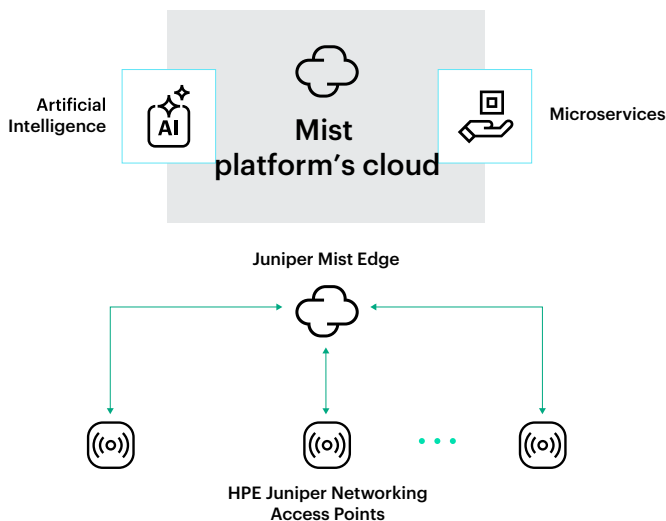 Artificial
Intelligence
AI
Mist
platform's cloud
Microservices
Juniper Mist Edge
HPE Juniper Networking
Access Points